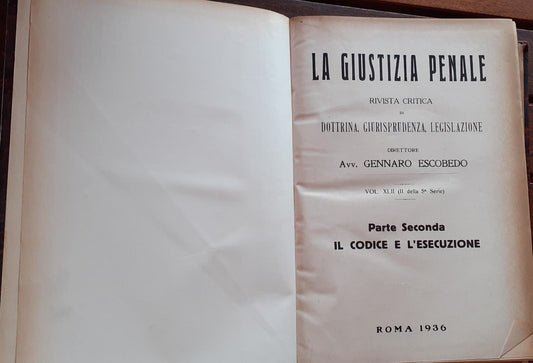 LA GIUSTIZIA PENALE
RIVISTA CRITICA
DI
DOTTRINA, GIURISPRUDENZA, LEGISLAZIONE
DIRETTORE
Avv. GENNARO ESCOBEDO
VOL. XLII (II della 5ª Serie)
Parte Seconda
IL CODICE E L'ESECUZIONE
ROMA 1936